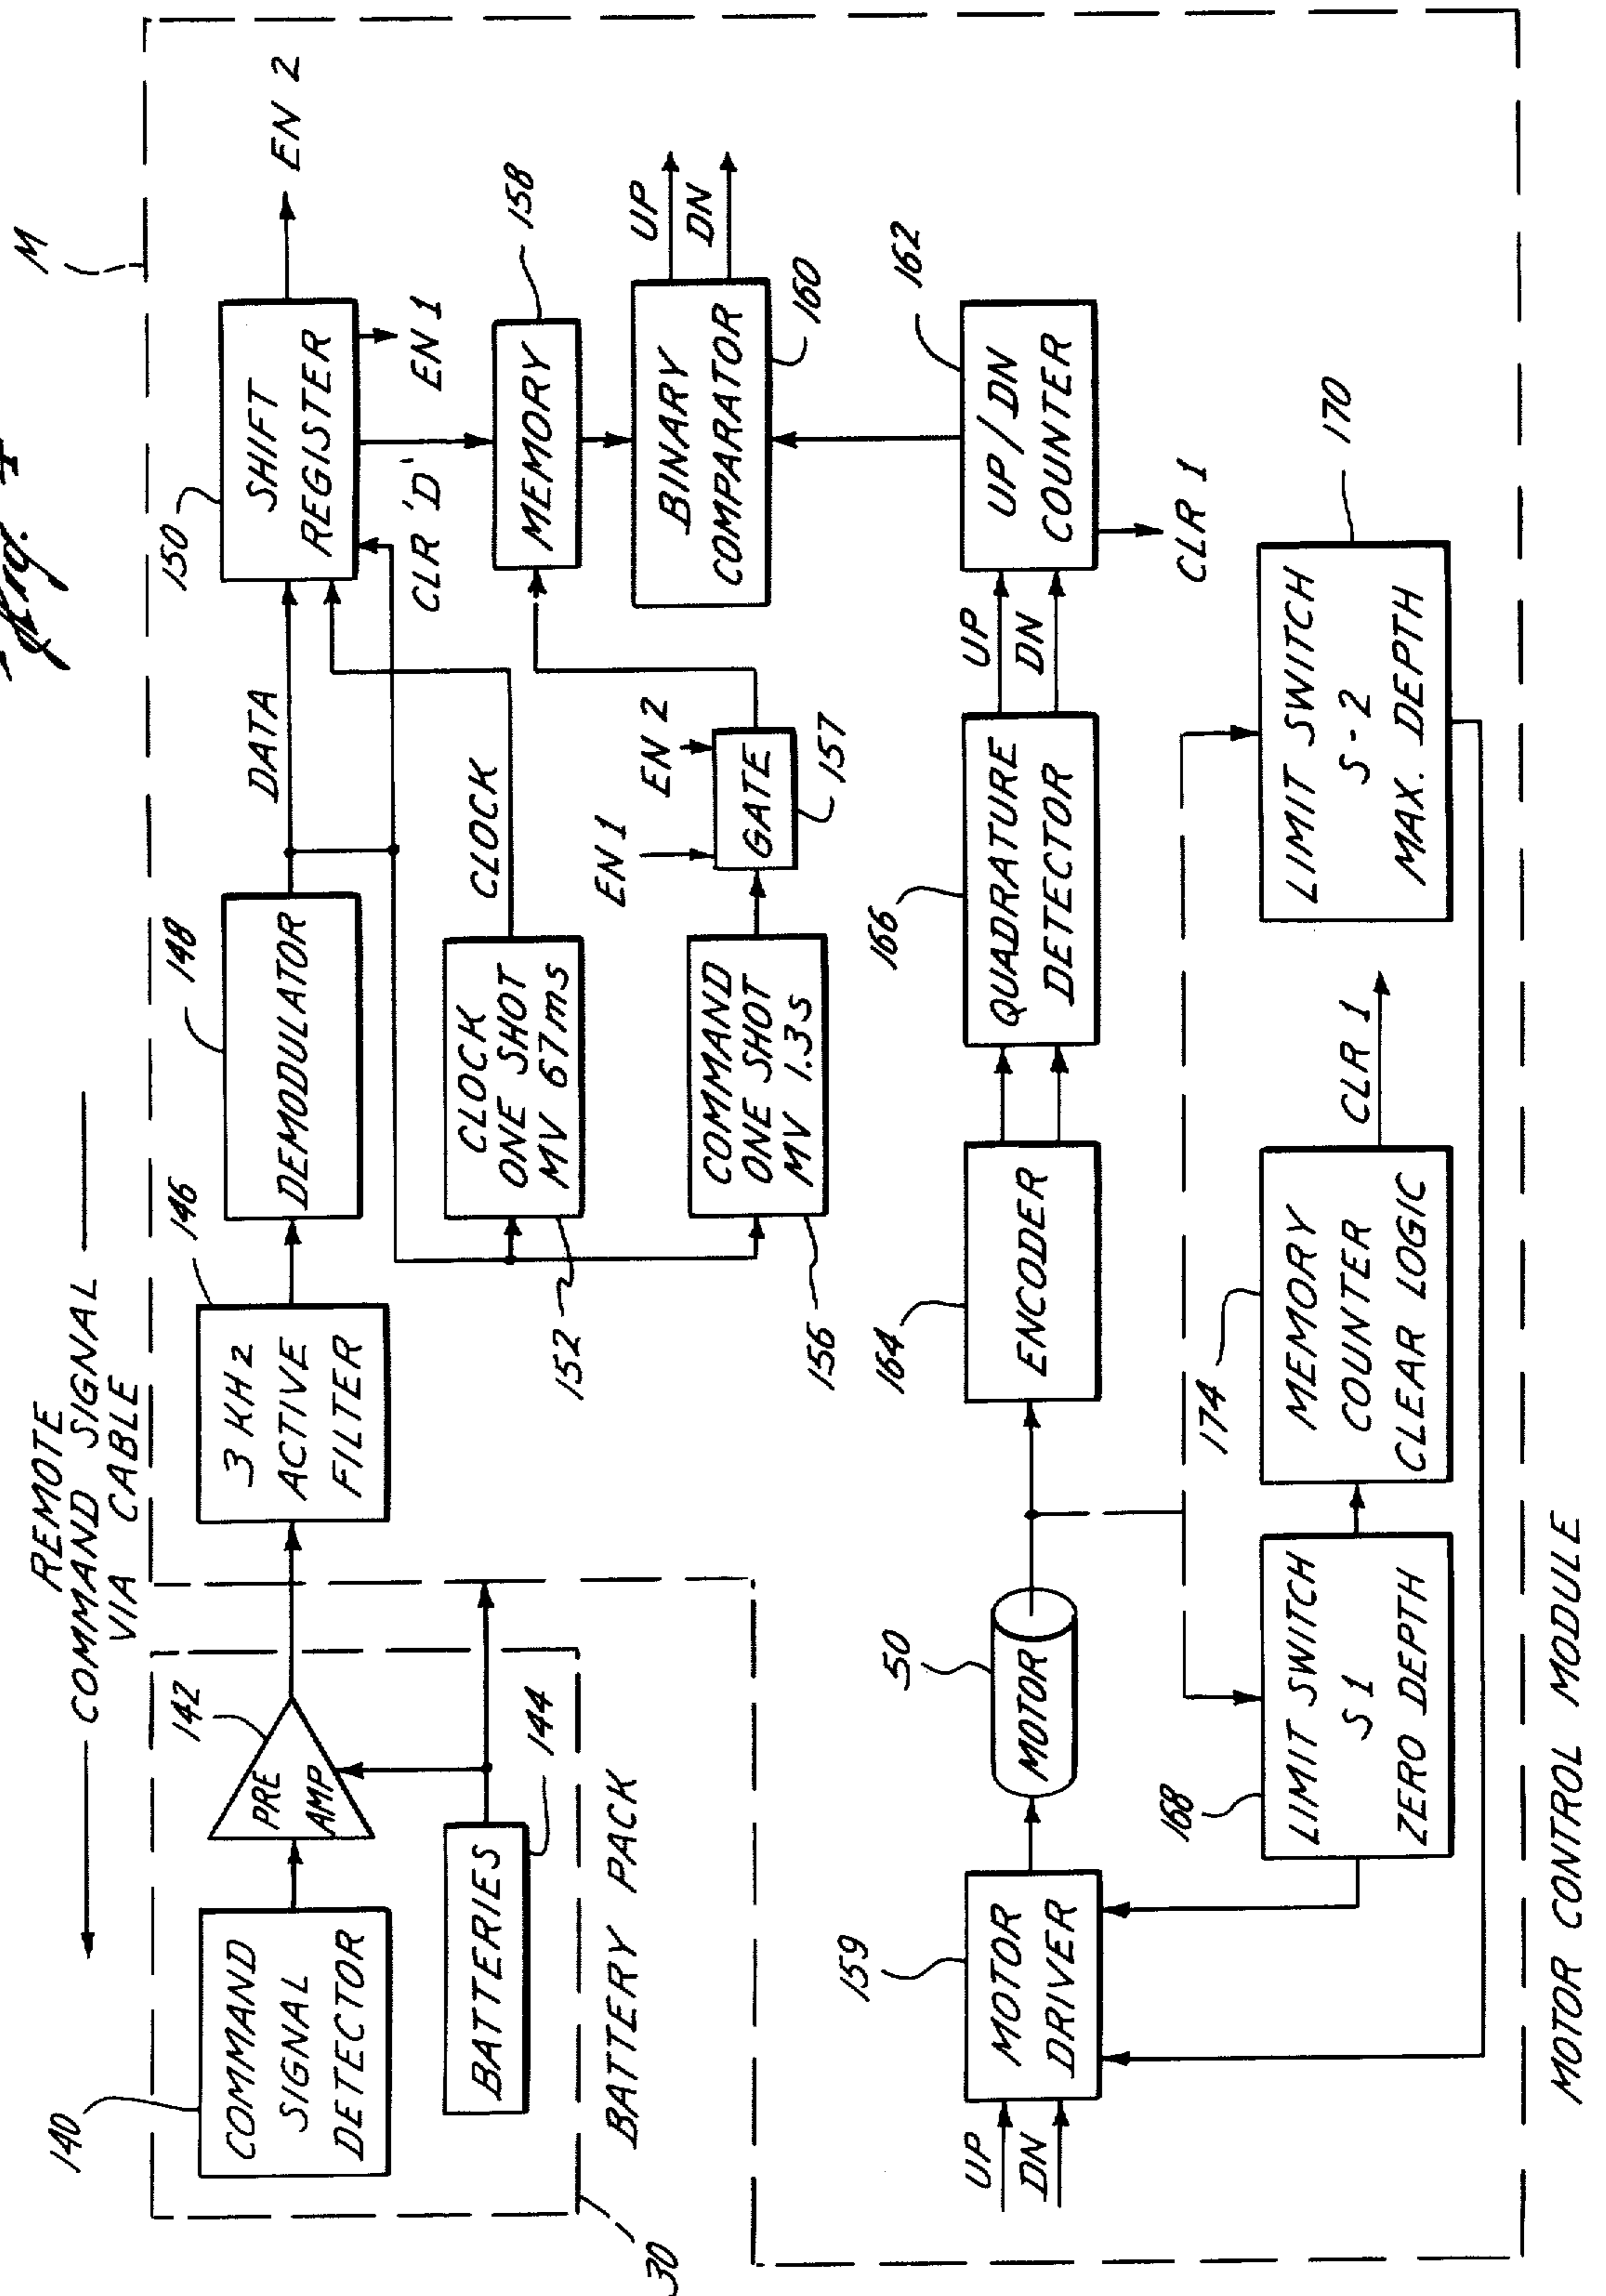 Fig. 4
REMOTE
COMMAND SIGNAL
VIA CABLE
M
140
COMMAND
SIGNAL
DETECTOR
142
PRE
AMP
144
BATTERIES
BATTERY PACK
30
146
3 KHz
ACTIVE
FILTER
148
DEMODULATOR
DATA
150
SHIFT
REGISTER
EN 2
EN 1
CLR 'D'
CLOCK
ONE SHOT
MV 67ms
152
CLOCK
COMMAND
ONE SHOT
MV 1.3S
156
EN 1
EN 2
GATE
157
MEMORY
158
BINARY
COMPARATOR
160
UP
DN
UP
DN
159
MOTOR
DRIVER
50
MOTOR
164
ENCODER
166
QUADRATURE
DETECTOR
UP
DN
162
UP/DN
COUNTER
CLR 1
168
LIMIT SWITCH
S1
ZERO DEPTH
174
MEMORY
COUNTER
CLEAR LOGIC
CLR 1
170
LIMIT SWITCH
S-2
MAX. DEPTH
MOTOR CONTROL MODULE